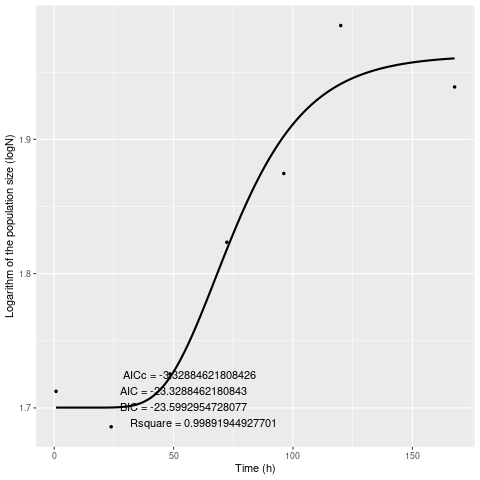 1.9
1.8
1.7
Logarithm of the population size (logN)
AICc = -3.32884621808426
AIC = -23.3288462180843
BIC = -23.5992954728077
Rsquare = 0.99891944927701
0 50 100 150
Time (h)